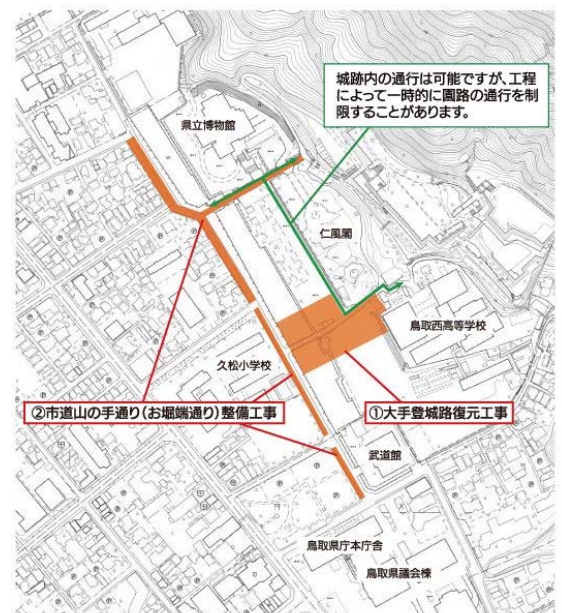 城跡内の通行は可能ですが、工程
によって一時的に園路の通行を制
限することがあります。
県立博物館
仁風閣
鳥取西高等学校
久松小学校
②市道山の手通り(お堀端通り)整備工事
①大手登城路復元工事
武道館
鳥取県庁本庁舎
鳥取県議会棟